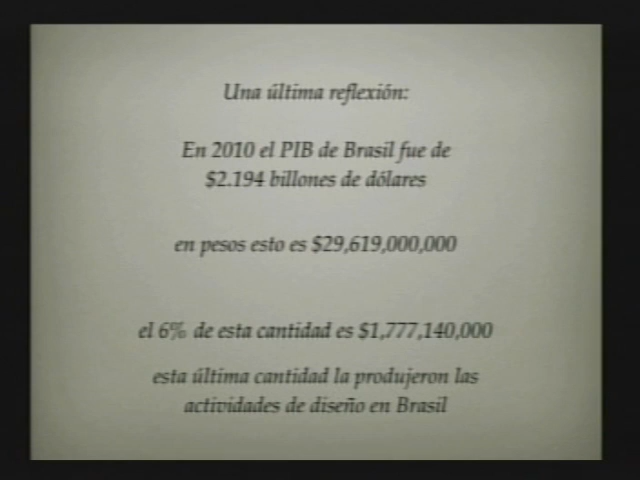 Una última reflexión:
En 2010 el PIB de Brasil fue de
$2.194 billones de dólares
en pesos esto es $29,619,000,000
el 6% de esta cantidad es $1,777,140,000
esta última cantidad la produjeron las
actividades de diseño en Brasil